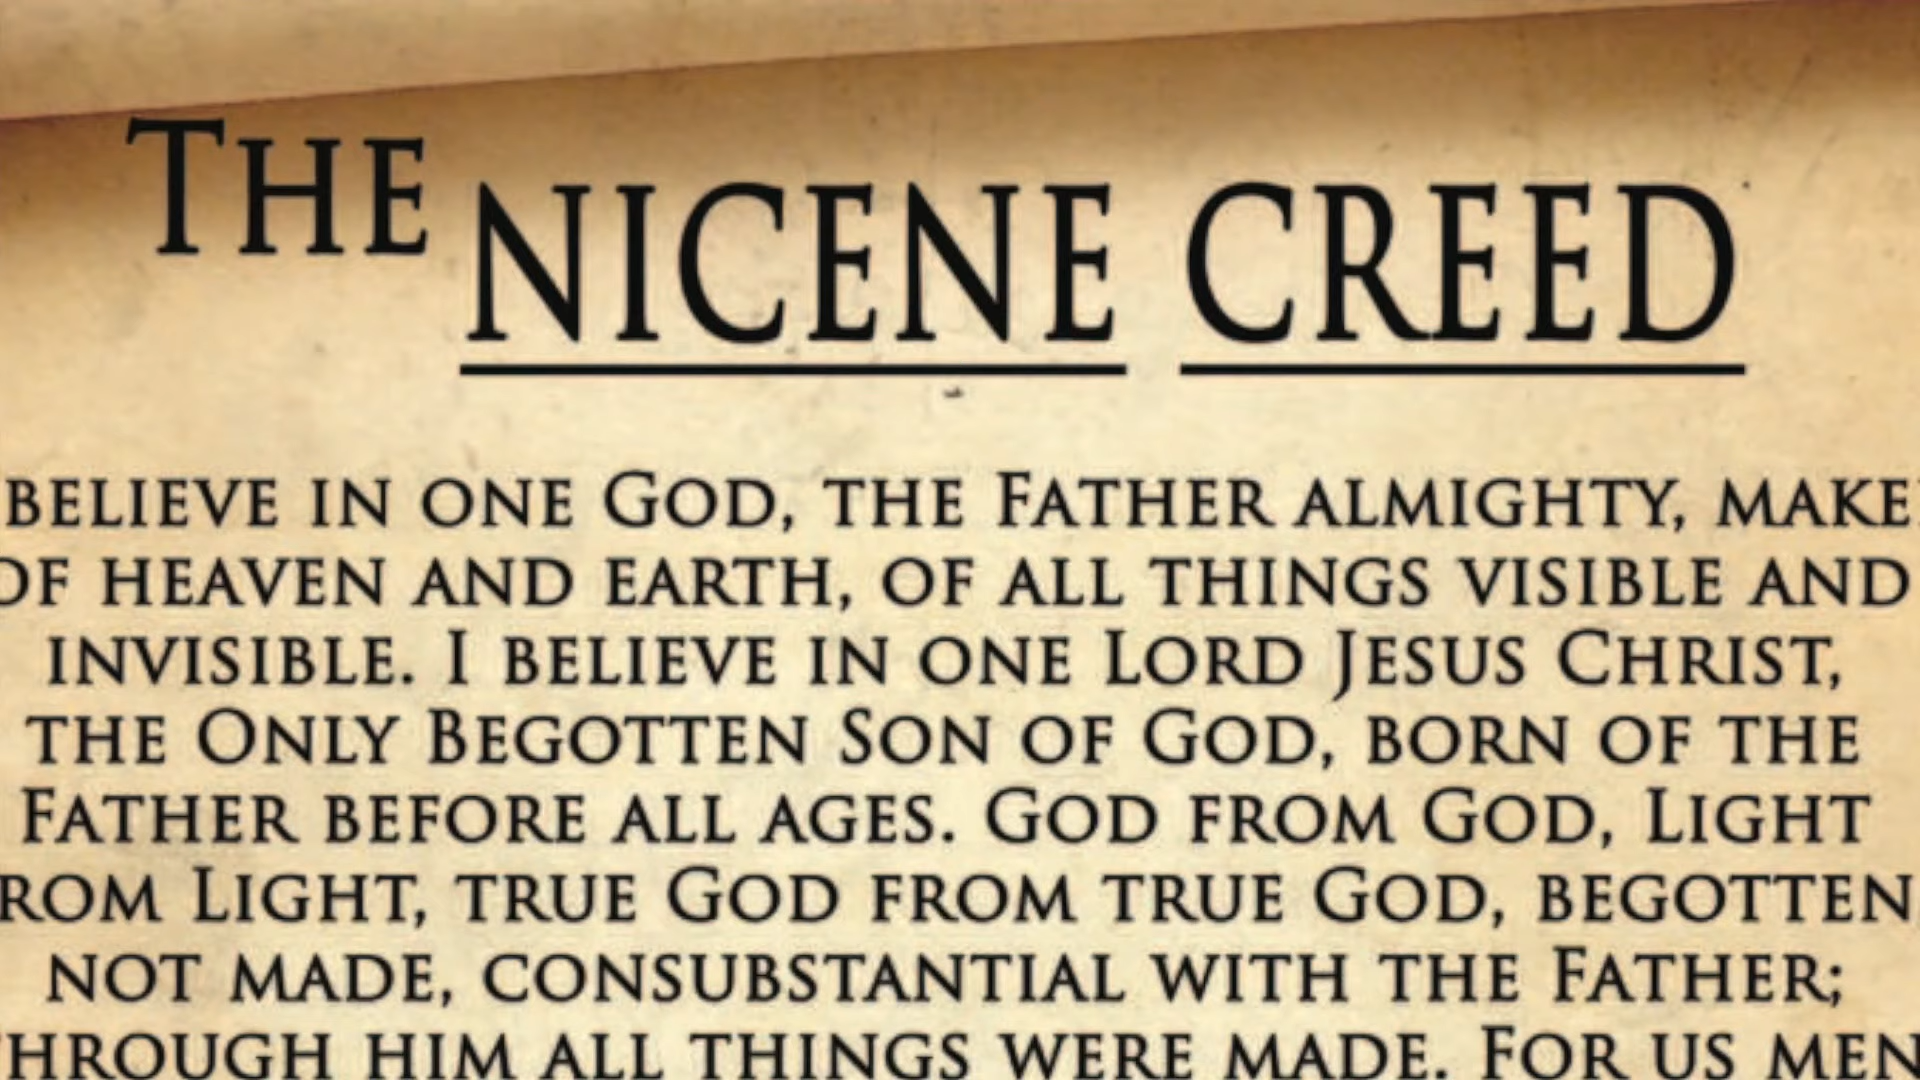 The NICENE CREED
BELIEVE IN ONE GOD, THE FATHER ALMIGHTY, MAKE
OF HEAVEN AND EARTH, OF ALL THINGS VISIBLE AND
INVISIBLE. I BELIEVE IN ONE LORD JESUS CHRIST,
THE ONLY BEGOTTEN SON OF GOD, BORN OF THE
FATHER BEFORE ALL AGES. GOD FROM GOD, LIGHT
ROM LIGHT, TRUE GOD FROM TRUE GOD, BEGOTTEN
NOT MADE, CONSUBSTANTIAL WITH THE FATHER;
HROUGH HIM ALL THINGS WERE MADE. FOR US MEN